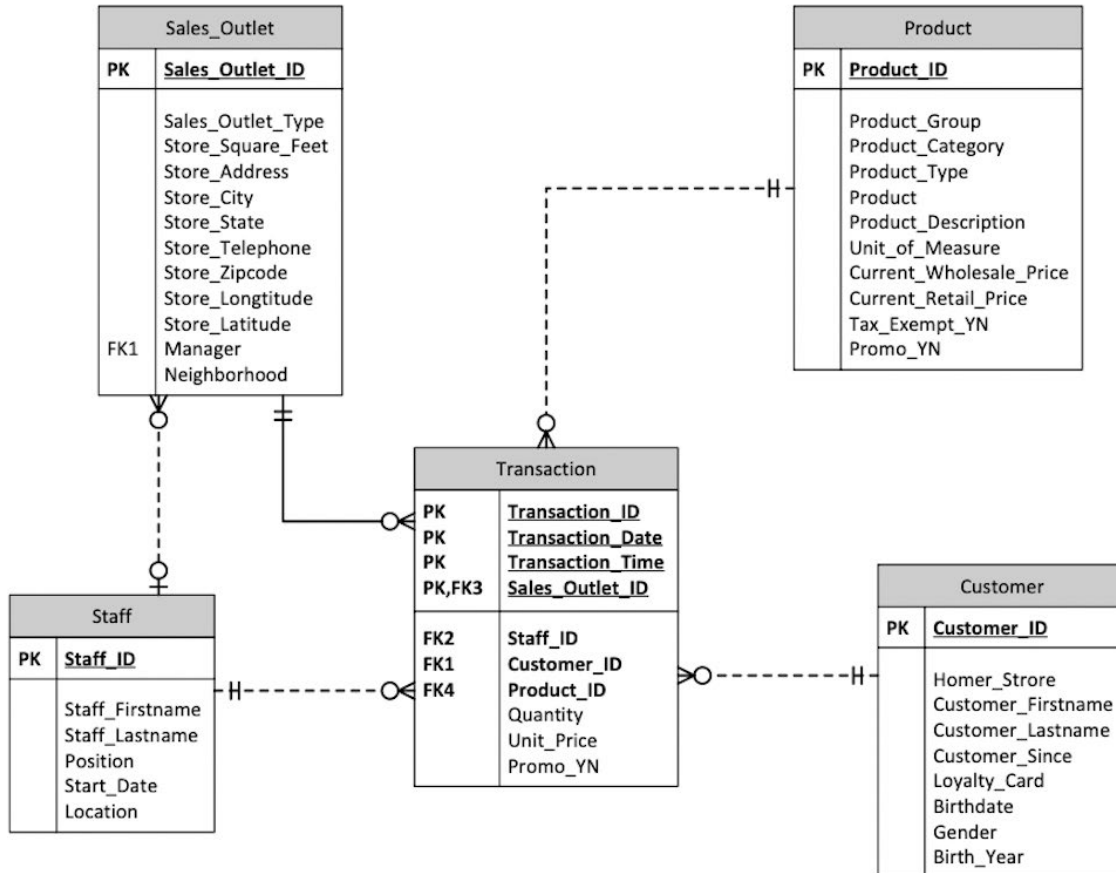 Sales_Outlet
PK Sales_Outlet_ID
Sales_Outlet_Type
Store_Square_Feet
Store_Address
Store_City
Store_State
Store_Telephone
Store_Zipcode
Store_Longtitude
Store_Latitude
FK1 Manager
Neighborhood
Product
PK Product_ID
Product_Group
Product_Category
Product_Type
Product
Product_Description
Unit_of_Measure
Current_Wholesale_Price
Current_Retail_Price
Tax_Exempt_YN
Promo_YN
Transaction
PK Transaction_ID
PK Transaction_Date
PK Transaction_Time
PK,FK3 Sales_Outlet_ID
FK2 Staff_ID
FK1 Customer_ID
FK4 Product_ID
Quantity
Unit_Price
Promo_YN
Staff
PK Staff_ID
Staff_Firstname
Staff_Lastname
Position
Start_Date
Location
Customer
PK Customer_ID
Homer_Strore
Customer_Firstname
Customer_Lastname
Customer_Since
Loyalty_Card
Birthdate
Gender
Birth_Year